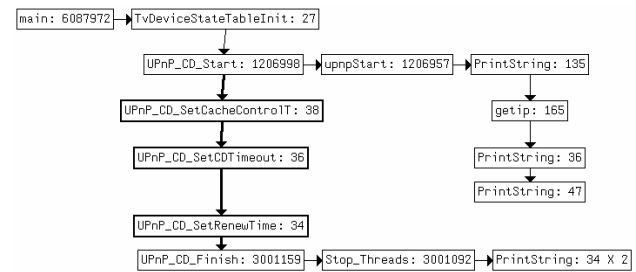 main: 6087972
TvDeviceStateTableInit: 27
UPnP_CD_Start: 1206998
upnpStart: 1206957
PrintString: 135
UPnP_CD_SetCacheControlT: 38
getip: 165
UPnP_CD_SetCDTimeout: 36
PrintString: 36
PrintString: 47
UPnP_CD_SetRenewTime: 34
UPnP_CD_Finish: 3001159
Stop_Threads: 3001092
PrintString: 34 X 2